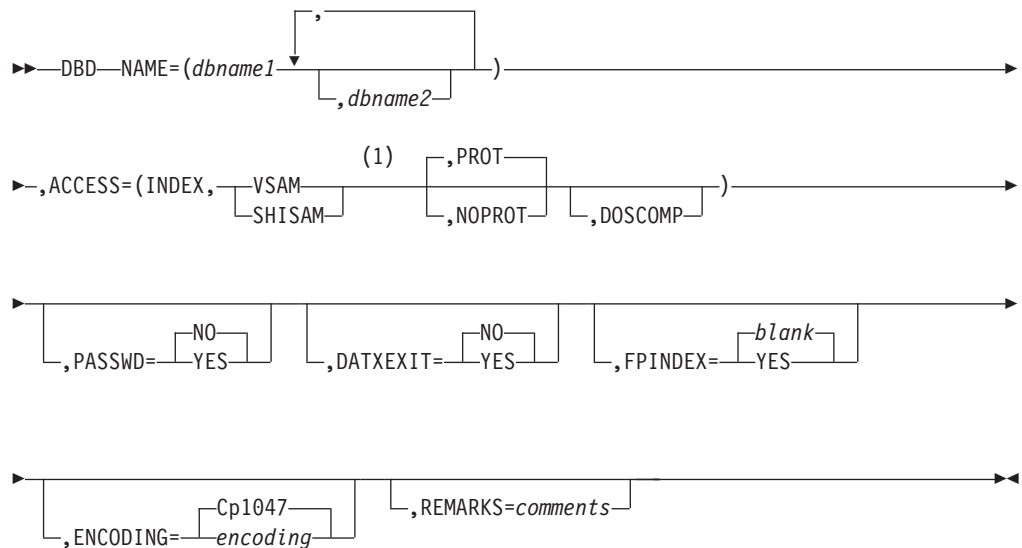 ,
►►—DBD—NAME=(dbname1 )
,dbname2
(1) ,PROT
►—,ACCESS=(INDEX, VSAM )
SHISAM ,NOPROT ,DOSCOMP
NO NO blank
,PASSWD= YES ,DATXEXIT= YES ,FPINDEX= YES
Cp1047 ,REMARKS=comments
,ENCODING= encoding